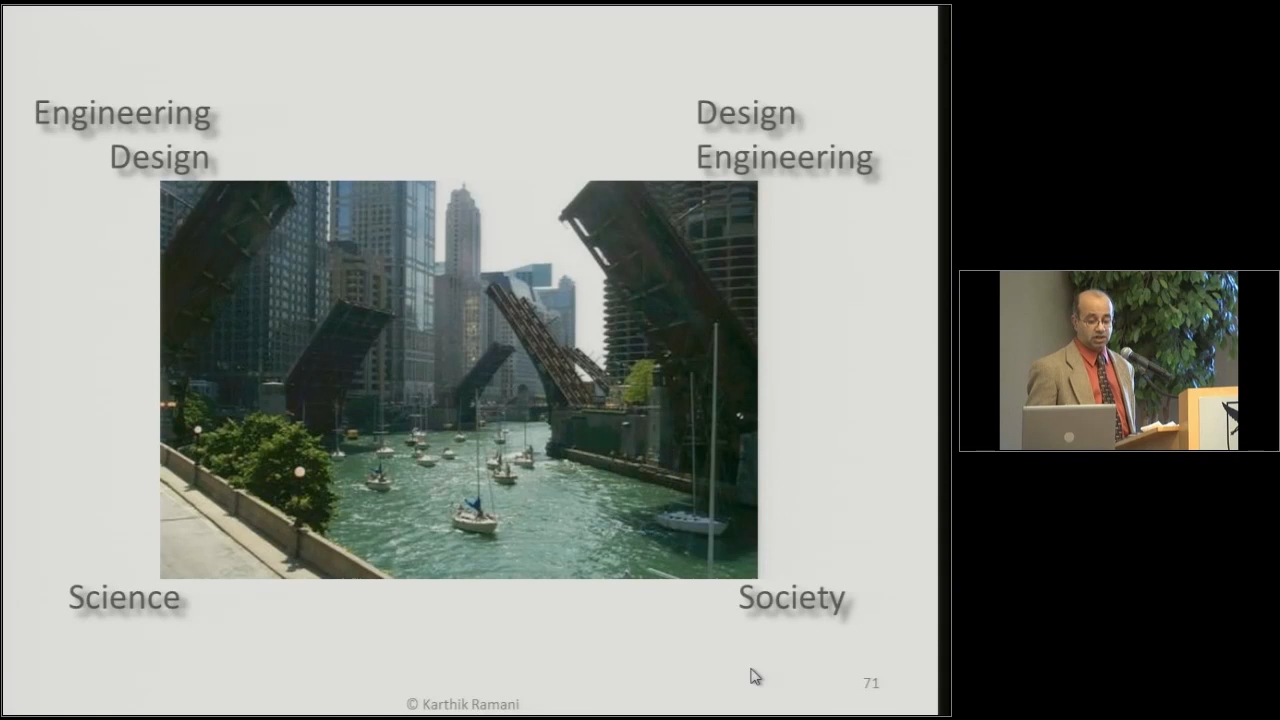 Engineering
Design
Design
Engineering
Science
Society
71
© Karthik Ramani